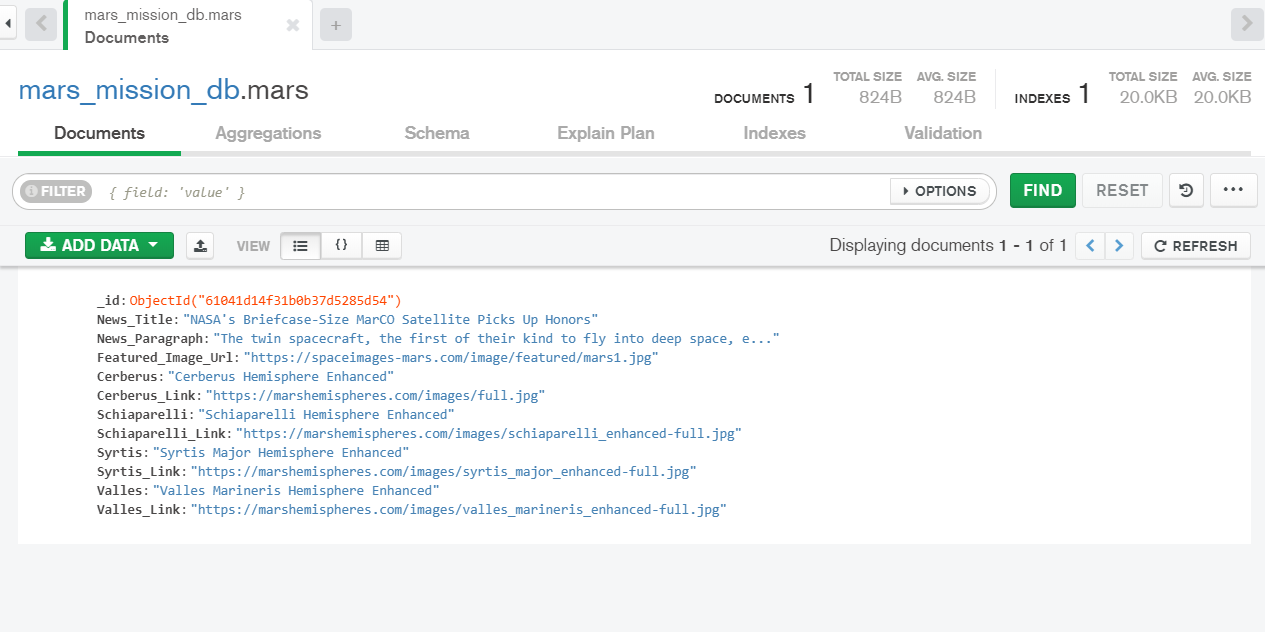 mars_mission_db.mars
Documents
mars_mission_db.mars
DOCUMENTS 1 TOTAL SIZE 824B AVG. SIZE 824B INDEXES 1 TOTAL SIZE 20.0KB AVG. SIZE 20.0KB
Documents Aggregations Schema Explain Plan Indexes Validation
FILTER { field: 'value' } OPTIONS FIND RESET
ADD DATA VIEW {} Displaying documents 1 - 1 of 1 REFRESH
_id: ObjectId("61041d14f31b0b37d5285d54")
News_Title: "NASA's Briefcase-Size MarCO Satellite Picks Up Honors"
News_Paragraph: "The twin spacecraft, the first of their kind to fly into deep space, e..."
Featured_Image_Url: "https://spaceimages-mars.com/image/featured/mars1.jpg"
Cerberus: "Cerberus Hemisphere Enhanced"
Cerberus_Link: "https://marshemispheres.com/images/full.jpg"
Schiaparelli: "Schiaparelli Hemisphere Enhanced"
Schiaparelli_Link: "https://marshemispheres.com/images/schiaparelli_enhanced-full.jpg"
Syrtis: "Syrtis Major Hemisphere Enhanced"
Syrtis_Link: "https://marshemispheres.com/images/syrtis_major_enhanced-full.jpg"
Valles: "Valles Marineris Hemisphere Enhanced"
Valles_Link: "https://marshemispheres.com/images/valles_marineris_enhanced-full.jpg"